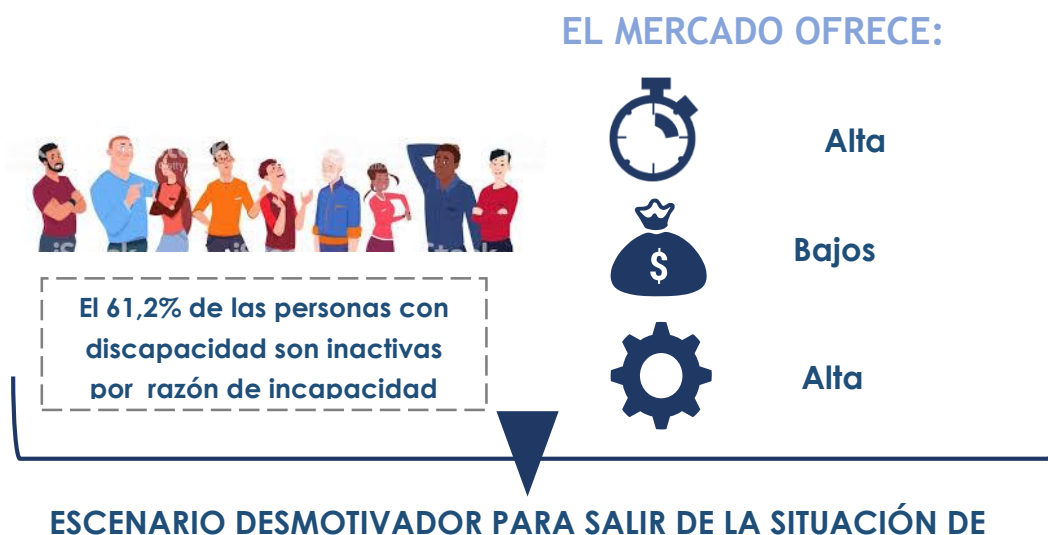 EL MERCADO OFRECE:
Alta
Bajos
$
Alta
El 61,2% de las personas con
discapacidad son inactivas
por razón de incapacidad
ESCENARIO DESMOTIVADOR PARA SALIR DE LA SITUACIÓN DE